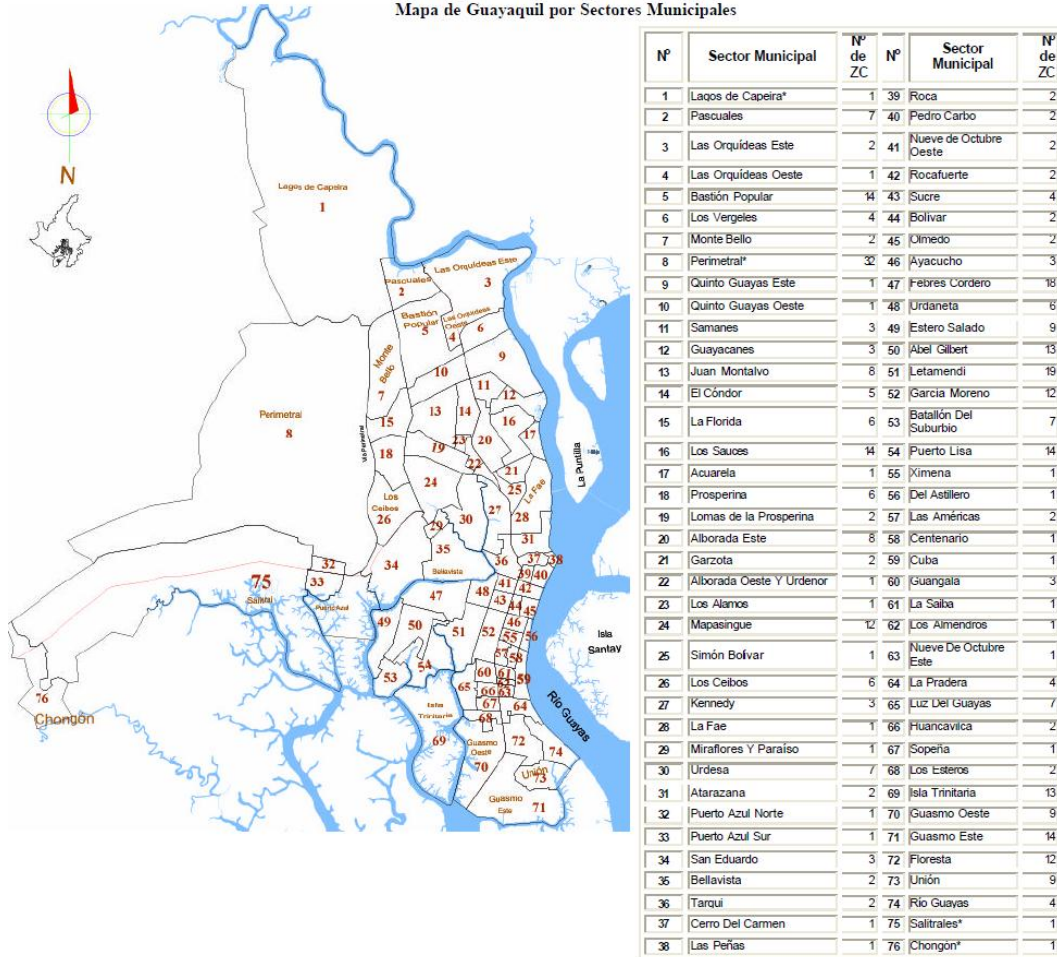 Mapa de Guayaquil por Sectores Municipales
N
Lagos de Capeira
1
Las Orquídeas Este
3
Pascuales
2
Bastión
Popular
5
Las Orquideas
Oeste
4
6
Monte
Bello
7
9
10
11
12
13
14
15
16
17
Perimetral
8
Vía Perimetral
18
19
20
21
22
23
24
25
La Fae
La Puntilla
Los
Ceibos
26
27
28
29
30
31
32
33
34
35
Bellavista
36
37
38
39
40
41
42
43
44
45
46
47
48
49
50
51
52
53
54
55
56
57
58
59
60
61
62
63
64
65
66
67
68
75
Salitral
Puerto Azul
Isla
Santay
Río Guayas
76
Chongón
Isla
Trinitaria
69
Guasmo
Oeste
70
72
74
Unión
73
Guasmo
Este
71
Nº Sector Municipal Nº de ZC Nº Sector Municipal Nº de ZC
1 Lagos de Capeira* 1 39 Roca 2
2 Pascuales 7 40 Pedro Carbo 2
3 Las Orquídeas Este 2 41 Nueve de Octubre Oeste 2
4 Las Orquídeas Oeste 1 42 Rocafuerte 2
5 Bastión Popular 14 43 Sucre 4
6 Los Vergeles 4 44 Bolivar 2
7 Monte Bello 2 45 Olmedo 2
8 Perimetral* 32 46 Ayacucho 3
9 Quinto Guayas Este 1 47 Febres Cordero 18
10 Quinto Guayas Oeste 1 48 Urdaneta 6
11 Samanes 3 49 Estero Salado 9
12 Guayacanes 3 50 Abel Gilbert 13
13 Juan Montalvo 8 51 Letamendi 19
14 El Cóndor 5 52 Garcia Moreno 12
15 La Florida 6 53 Batallón Del Suburbio 7
16 Los Sauces 14 54 Puerto Lisa 14
17 Acuarela 1 55 Ximena 1
18 Prosperina 6 56 Del Astillero 1
19 Lomas de la Prosperina 2 57 Las Américas 2
20 Alborada Este 8 58 Centenario 1
21 Garzota 2 59 Cuba 1
22 Alborada Oeste Y Urdenor 1 60 Guangala 1
23 Los Alamos 1 61 La Saiba 1
24 Mapasingue 12 62 Los Almendros 1
25 Simón Bolívar 1 63 Nueve De Octubre Este 1
26 Los Ceibos 6 64 La Pradera 4
27 Kennedy 3 65 Luz Del Guayas 7
28 La Fae 1 66 Huancavilca 2
29 Miraflores Y Paraíso 1 67 Sopeña 1
30 Urdesa 7 68 Los Esteros 2
31 Atarazana 2 69 Isla Trinitaria 13
32 Puerto Azul Norte 1 70 Guasmo Oeste 9
33 Puerto Azul Sur 1 71 Guasmo Este 14
34 San Eduardo 3 72 Floresta 12
35 Bellavista 2 73 Unión 9
36 Tarqui 2 74 Río Guayas 4
37 Cerro Del Carmen 1 75 Salitrales* 1
38 Las Peñas 1 76 Chongón* 1